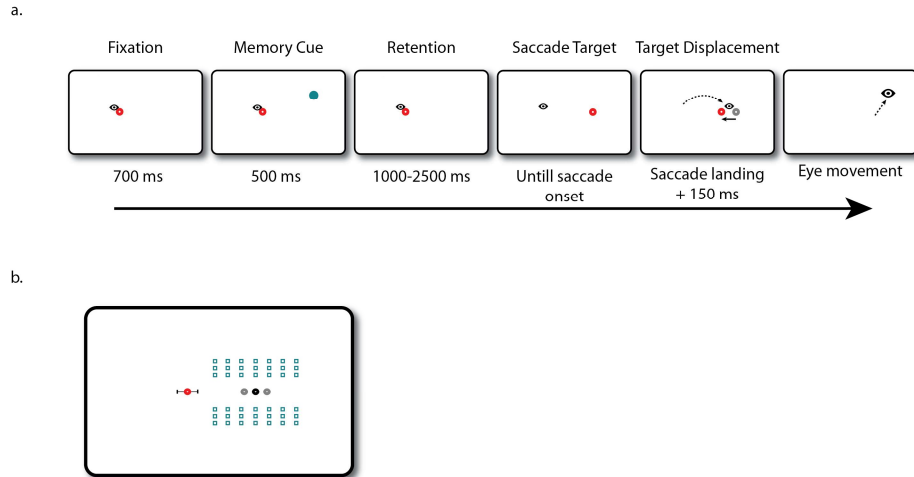 a.
Fixation
Memory Cue
Retention
Saccade Target
Target Displacement
700 ms
500 ms
1000-2500 ms
Untill saccade
onset
Saccade landing
+ 150 ms
Eye movement
b.